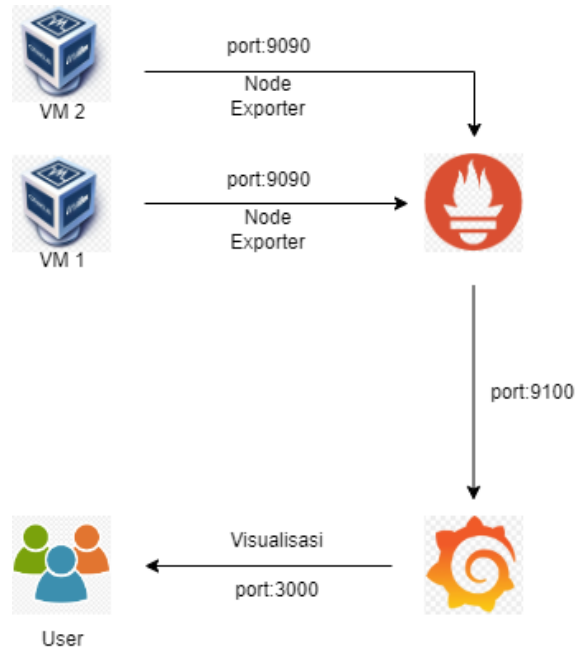 port:9090
Node
Exporter
VM 2
port:9090
Node
Exporter
VM 1
port:9100
Visualisasi
port:3000
User